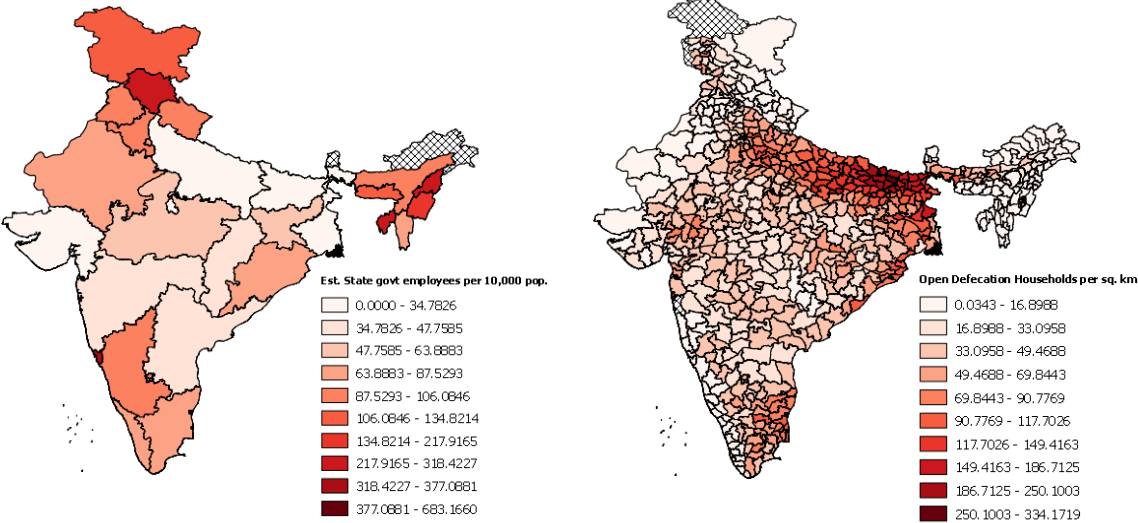 Est. State govt employees per 10,000 pop.
0.0000 - 34.7826
34.7826 - 47.7585
47.7585 - 63.8883
63.8883 - 87.5293
87.5293 - 106.0846
106.0846 - 134.8214
134.8214 - 217.9165
217.9165 - 318.4227
318.4227 - 377.0881
377.0881 - 683.1660
Open Defecation Households per sq. km
0.0343 - 16.8988
16.8988 - 33.0958
33.0958 - 49.4688
49.4688 - 69.8443
69.8443 - 90.7769
90.7769 - 117.7026
117.7026 - 149.4163
149.4163 - 186.7125
186.7125 - 250.1003
250.1003 - 334.1719